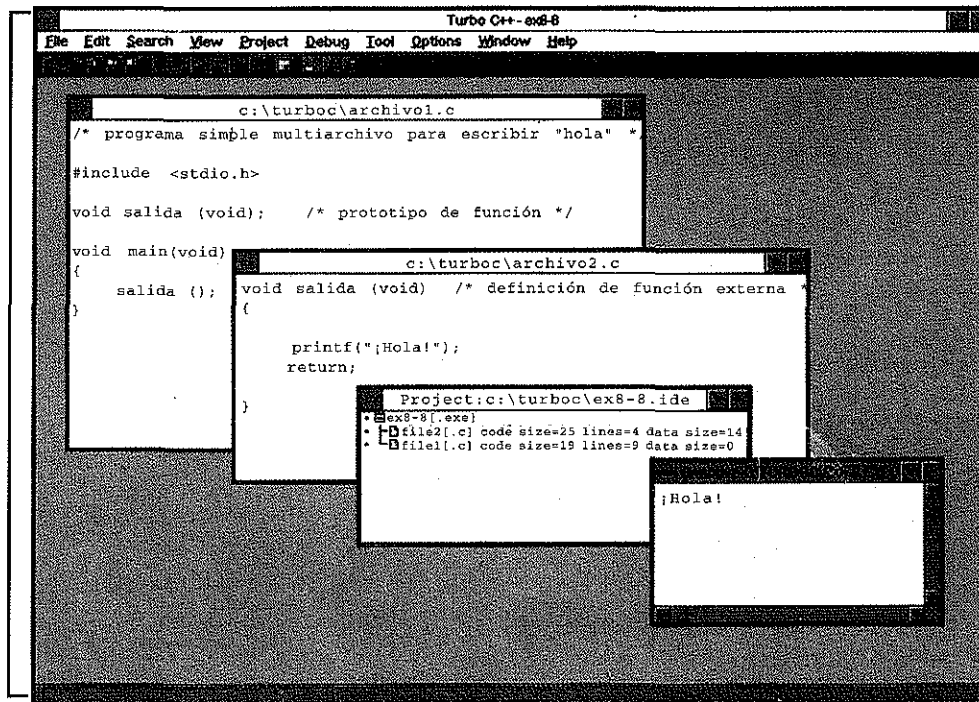 Turbo C++ - ex8-8
File Edit Search View Project Debug Tool Options Window Help
c:\turboc\archivo1.c
/* programa simple multiarchivo para escribir "hola" *
#include <stdio.h>
void salida (void); /* prototipo de función */
void main(void)
{
salida ();
}
c:\turboc\archivo2.c
void salida (void) /* definición de función externa *
{
printf("¡Hola!");
return;
}
Project:c:\turboc\ex8-8.ide
ex8-8[.exe}
file2[.c] code size=25 lines=4 data size=14
file1[.c] code size=19 lines=9 data size=0
¡Hola!